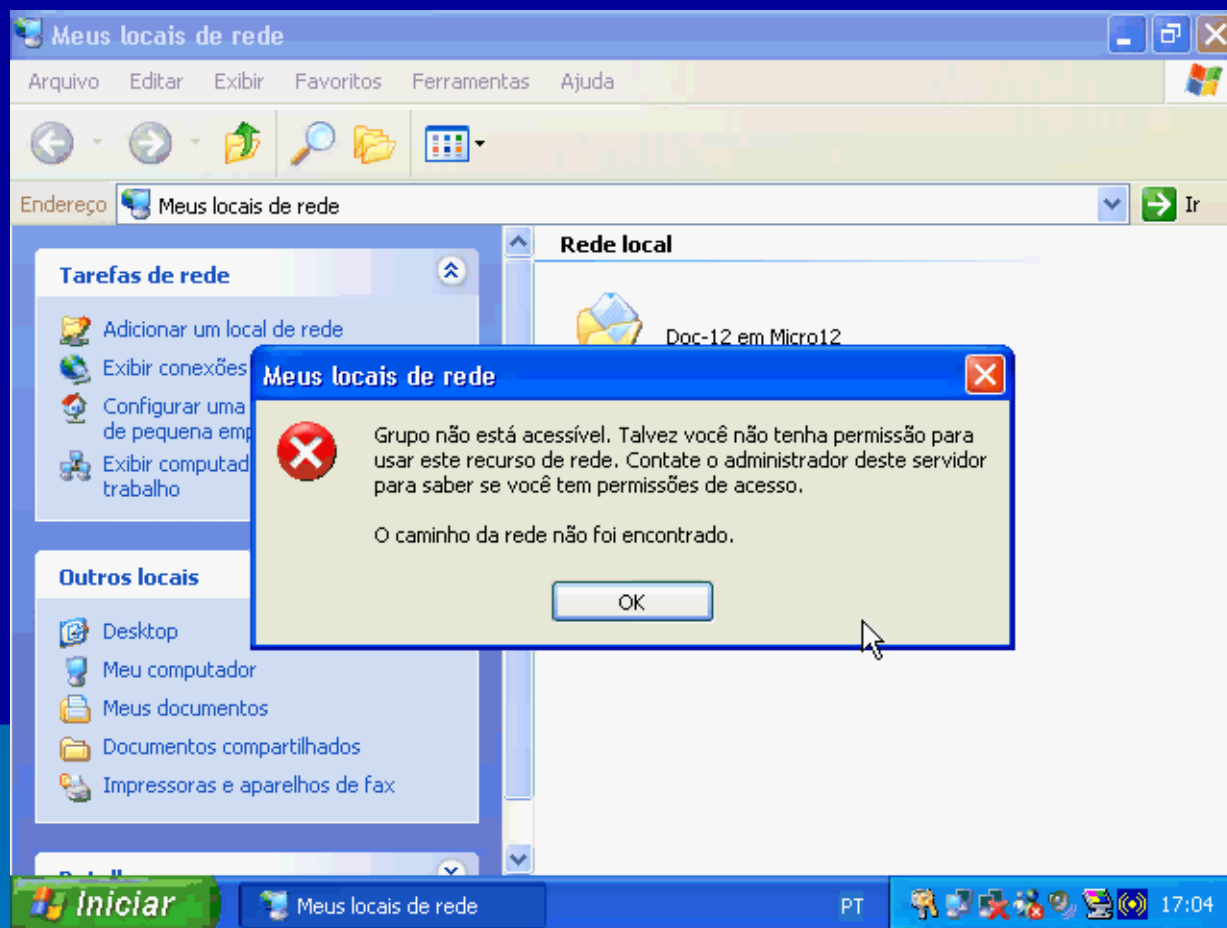 Meus locais de rede
Arquivo Editar Exibir Favoritos Ferramentas Ajuda
Endereço Meus locais de rede Ir
Tarefas de rede
Adicionar um local de rede
Exibir conexões
Configurar uma
de pequena emp
Exibir computad
trabalho
Outros locais
Desktop
Meu computador
Meus documentos
Documentos compartilhados
Impressoras e aparelhos de fax
Rede local
Doc-12 em Micro12
Meus locais de rede
Grupo não está acessível. Talvez você não tenha permissão para
usar este recurso de rede. Contate o administrador deste servidor
para saber se você tem permissões de acesso.
O caminho da rede não foi encontrado.
OK
Iniciar Meus locais de rede PT 17:04